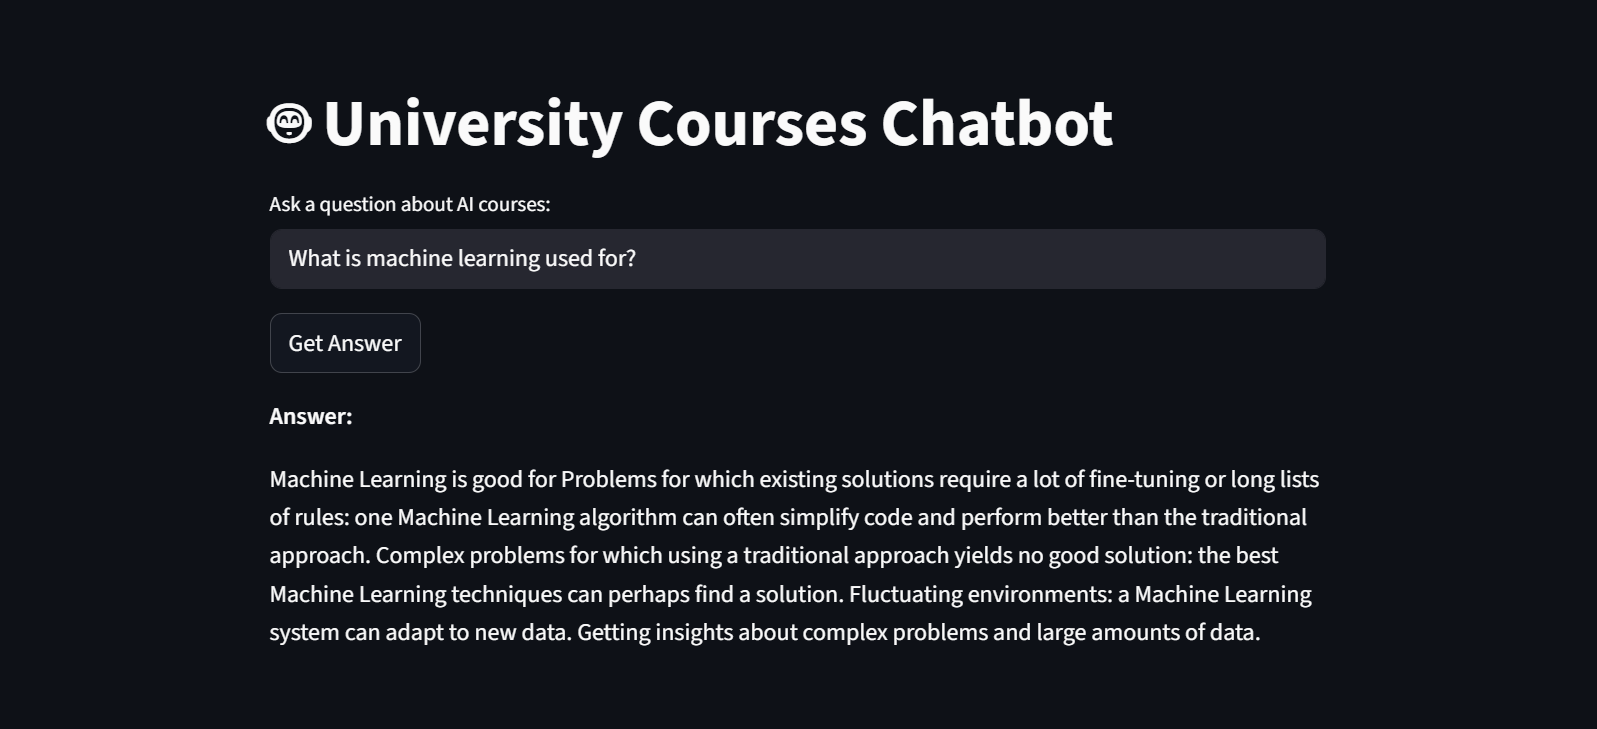 University Courses Chatbot
Ask a question about AI courses:
What is machine learning used for?
Get Answer
Answer:
Machine Learning is good for Problems for which existing solutions require a lot of fine-tuning or long lists
of rules: one Machine Learning algorithm can often simplify code and perform better than the traditional
approach. Complex problems for which using a traditional approach yields no good solution: the best
Machine Learning techniques can perhaps find a solution. Fluctuating environments: a Machine Learning
system can adapt to new data. Getting insights about complex problems and large amounts of data.